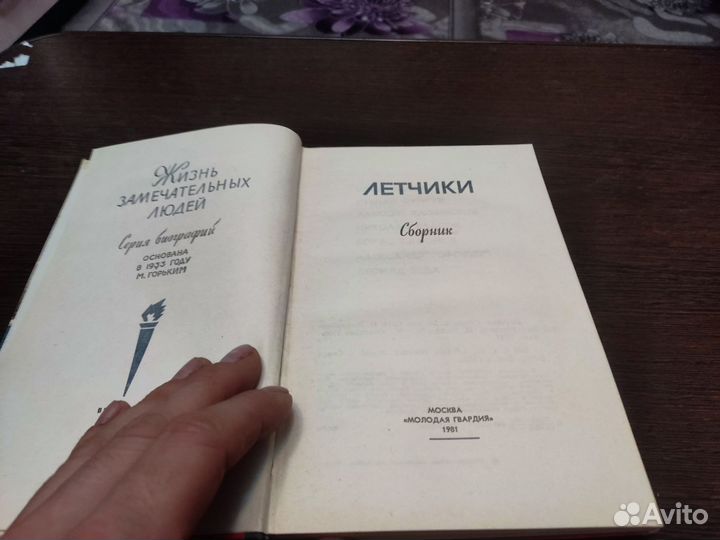 Жизнь
ЗАМЕЧАТЕЛЬНЫХ
ЛЮДЕЙ
Серия биографий
ОСНОВАНА
В 1933 ГОДУ
М. ГОРЬКИМ
ЛЕТЧИКИ
Сборник
МОСКВА
«МОЛОДАЯ ГВАРДИЯ»
1981
Avito